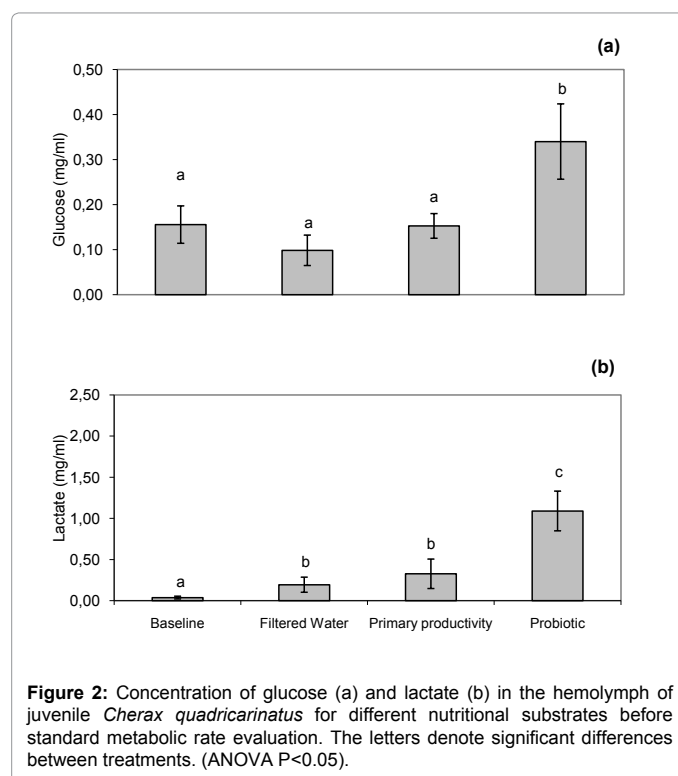 (a)
0,50
0,40
0,30
0,20
0,10
0,00
Glucose (mg/ml)
a
a
a
b
(b)
2,50
2,00
1,50
1,00
0,50
0,00
Lactate (mg/ml)
a
b
b
c
Baseline Filtered Water Primary productivity Probiotic
Figure 2: Concentration of glucose (a) and lactate (b) in the hemolymph of
juvenile Cherax quadricarinatus for different nutritional substrates before
standard metabolic rate evaluation. The letters denote significant differences
between treatments. (ANOVA P<0.05).